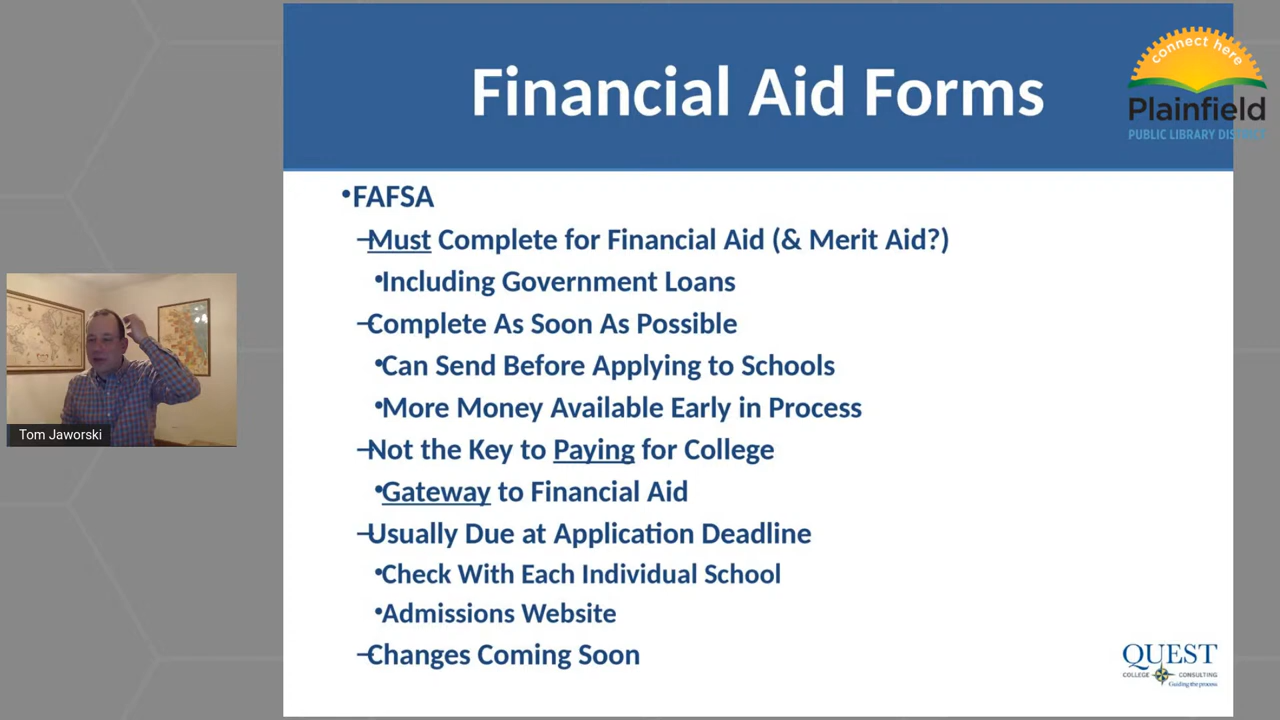 Financial Aid Forms
connect here
Plainfield
PUBLIC LIBRARY DISTRICT
•FAFSA
–Must Complete for Financial Aid (& Merit Aid?)
•Including Government Loans
–Complete As Soon As Possible
•Can Send Before Applying to Schools
•More Money Available Early in Process
–Not the Key to Paying for College
•Gateway to Financial Aid
–Usually Due at Application Deadline
•Check With Each Individual School
•Admissions Website
–Changes Coming Soon
Tom Jaworski
QUEST
COLLEGE CONSULTING
Guiding the process